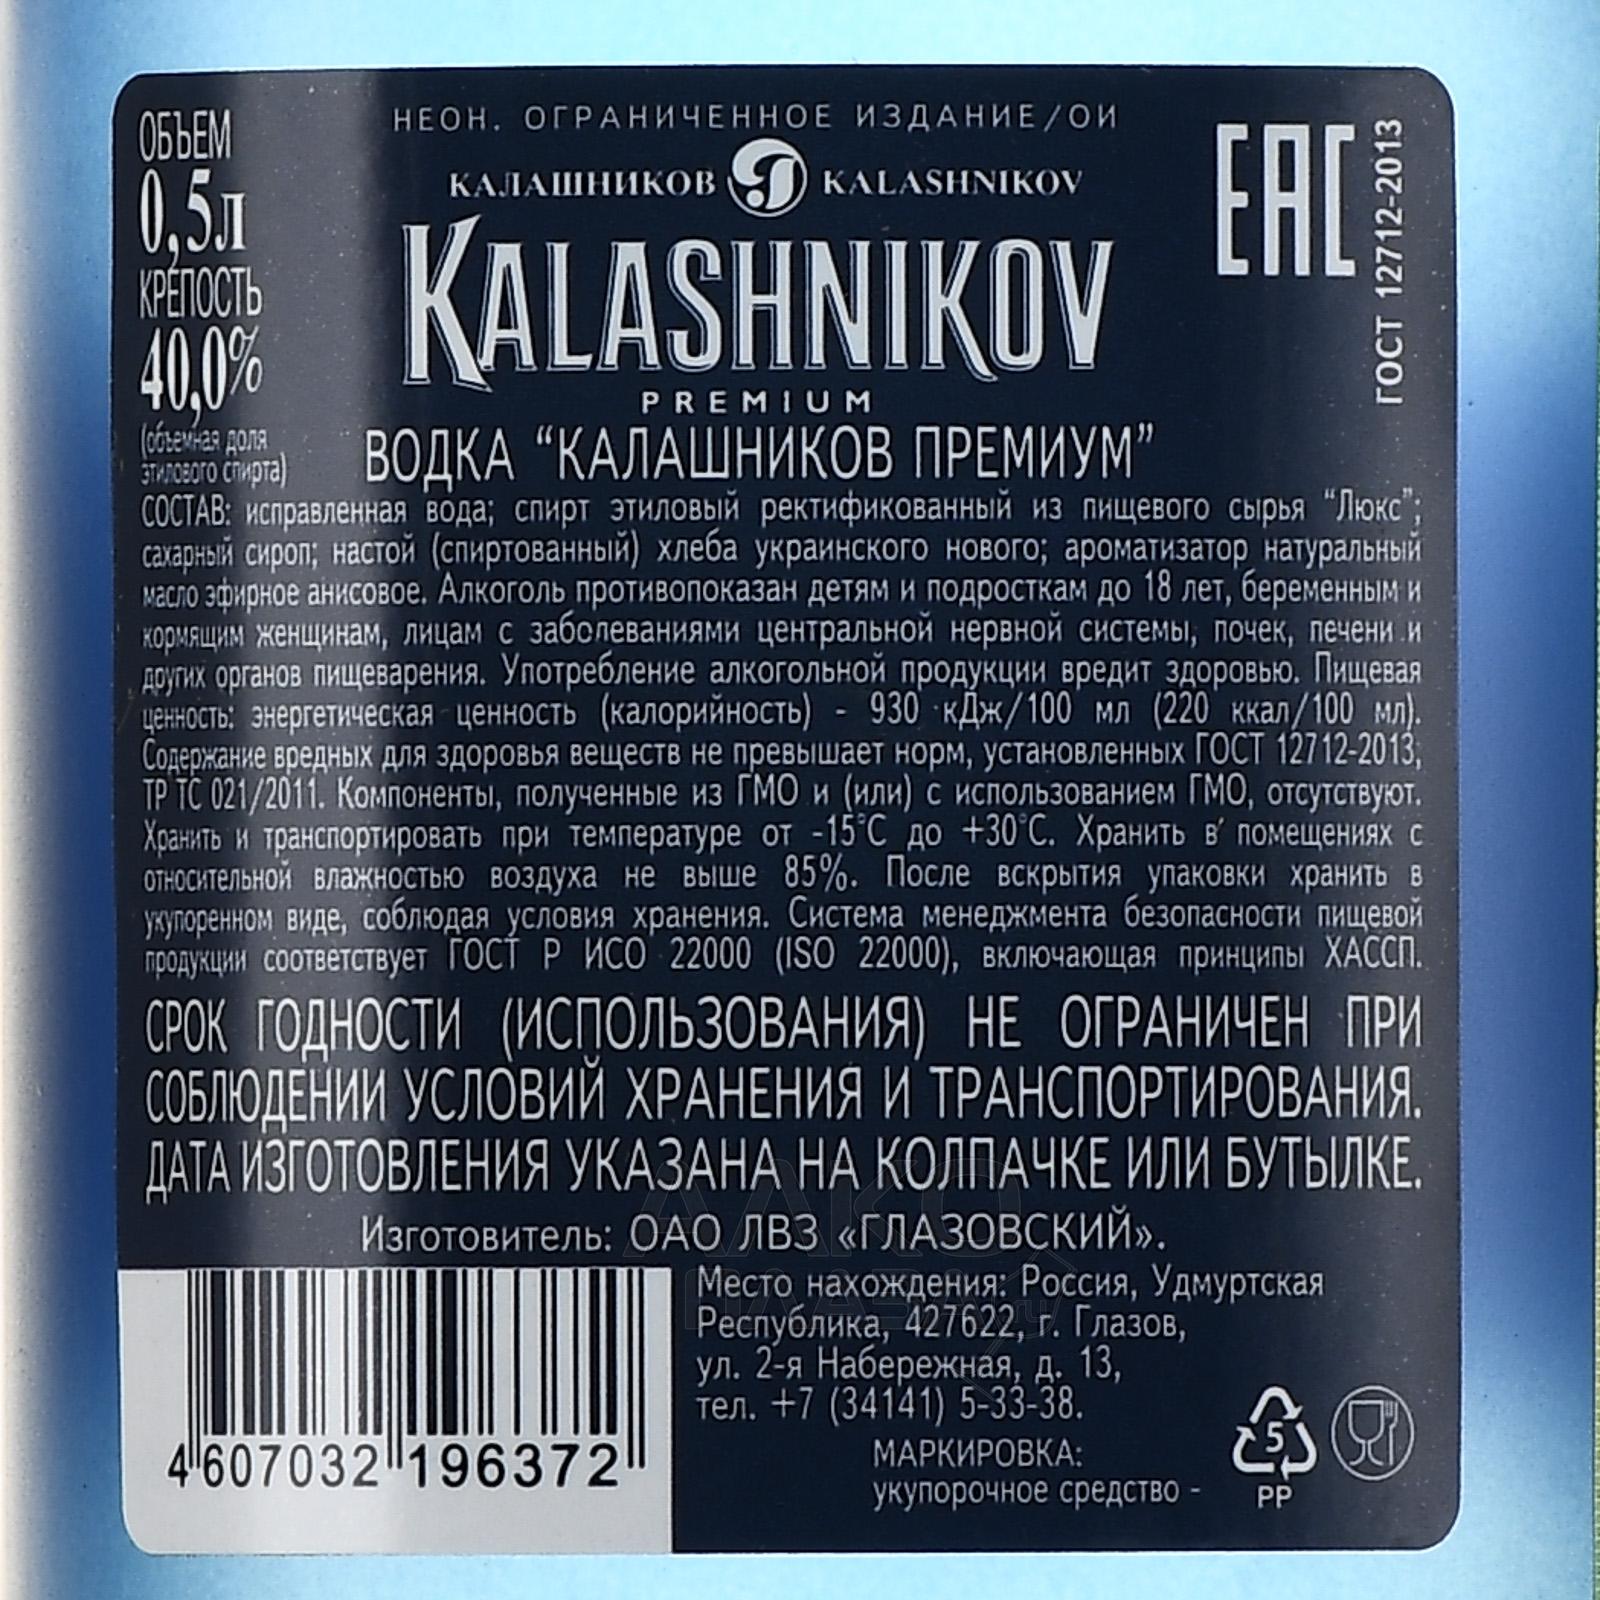 НЕОН. ОГРАНИЧЕННОЕ ИЗДАНИЕ/ОИ
ОБЪЕМ
0,5л
КРЕПОСТЬ
40,0%
(объемная доля
этилового спирта)
КАЛАШНИКОВ KALASHNIKOV
KALASHNIKOV
PREMIUM
ВОДКА “КАЛАШНИКОВ ПРЕМИУМ”
EAC
ГОСТ 12712-2013
СОСТАВ: исправленная вода; спирт этиловый ректификованный из пищевого сырья “Люкс”;
сахарный сироп; настой (спиртованный) хлеба украинского нового; ароматизатор натуральный
масло эфирное анисовое. Алкоголь противопоказан детям и подросткам до 18 лет, беременным и
кормящим женщинам, лицам с заболеваниями центральной нервной системы, почек, печени и
других органов пищеварения. Употребление алкогольной продукции вредит здоровью. Пищевая
ценность: энергетическая ценность (калорийность) - 930 кДж/100 мл (220 ккал/100 мл).
Содержание вредных для здоровья веществ не превышает норм, установленных ГОСТ 12712-2013,
ТР ТС 021/2011. Компоненты, полученные из ГМО и (или) с использованием ГМО, отсутствуют.
Хранить и транспортировать при температуре от -15°С до +30°С. Хранить в помещениях с
относительной влажностью воздуха не выше 85%. После вскрытия упаковки хранить в
укупоренном виде, соблюдая условия хранения. Система менеджмента безопасности пищевой
продукции соответствует ГОСТ Р ИСО 22000 (ISO 22000), включающая принципы ХАССП.
СРОК ГОДНОСТИ (ИСПОЛЬЗОВАНИЯ) НЕ ОГРАНИЧЕН ПРИ
СОБЛЮДЕНИИ УСЛОВИЙ ХРАНЕНИЯ И ТРАНСПОРТИРОВАНИЯ.
ДАТА ИЗГОТОВЛЕНИЯ УКАЗАНА НА КОЛПАЧКЕ ИЛИ БУТЫЛКЕ.
Изготовитель: ОАО ЛВЗ «ГЛАЗОВСКИЙ».
Место нахождения: Россия, Удмуртская
Республика, 427622, г. Глазов,
ул. 2-я Набережная, д. 13,
тел. +7 (34141) 5-33-38.
МАРКИРОВКА:
укупорочное средство -
5
PP
4 607032 196372